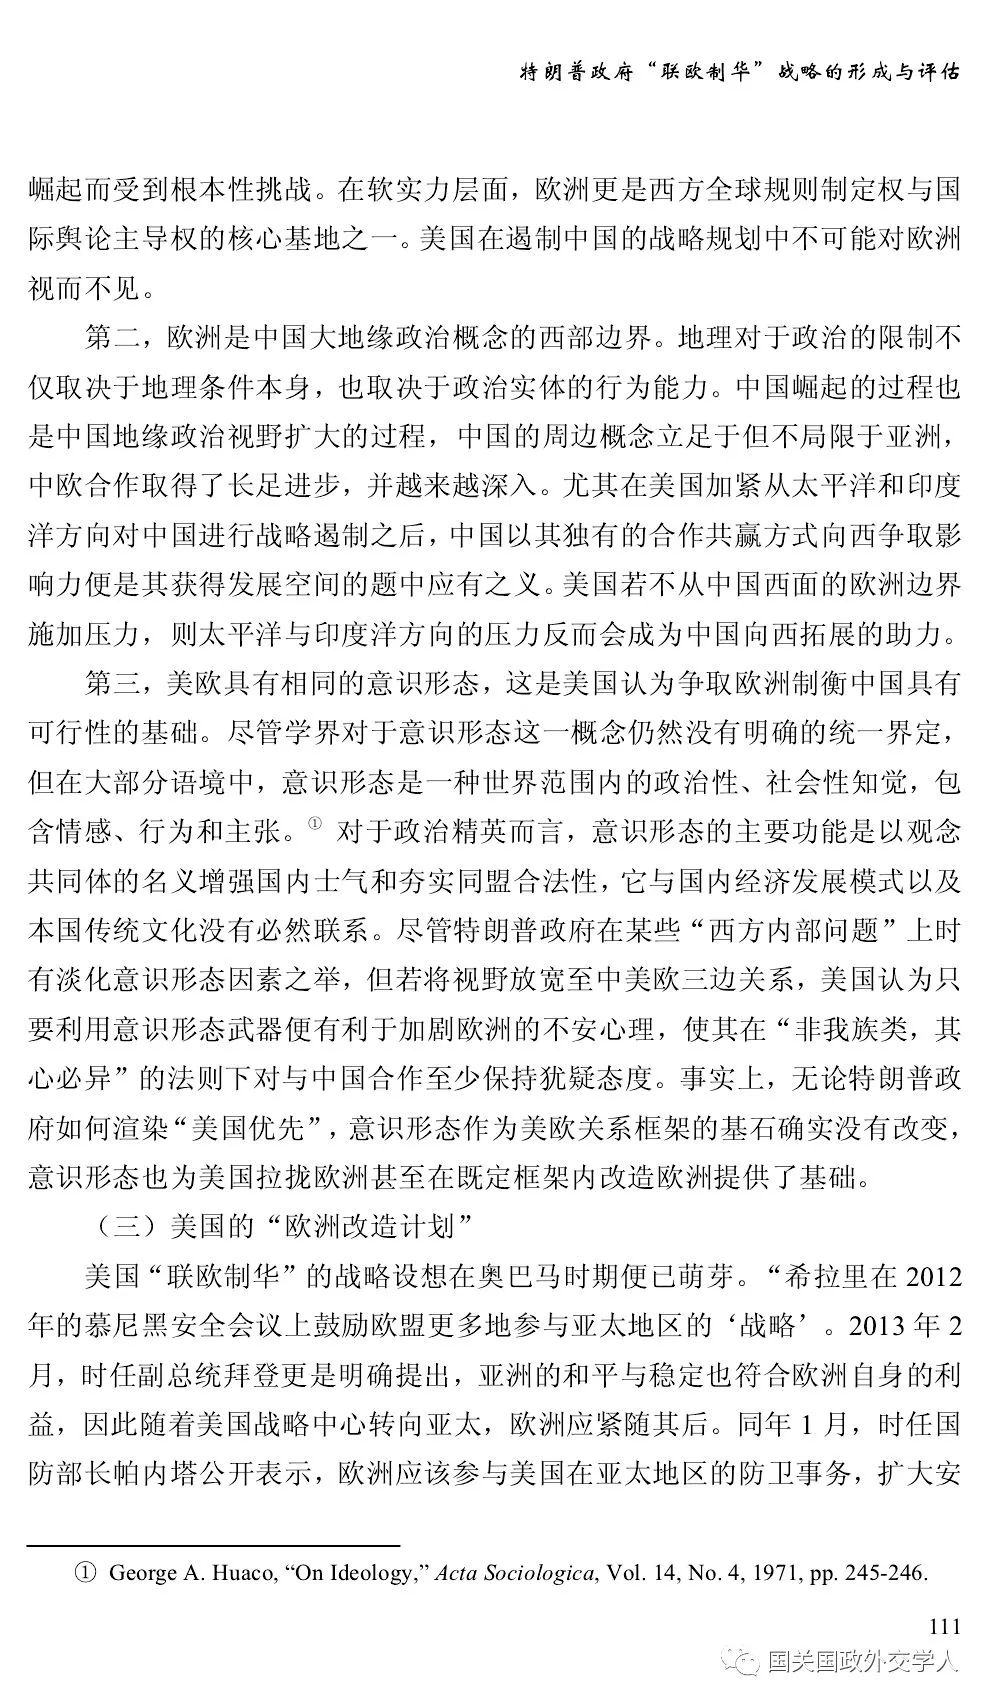 特朗普政府“联欧制华”战略的形成与评估
崛起而受到根本性挑战。在软实力层面，欧洲更是西方全球规则制定权与国
际舆论主导权的核心基地之一。美国在遏制中国的战略规划中不可能对欧洲
视而不见。
第二，欧洲是中国大地缘政治概念的西部边界。地理对于政治的限制不
仅取决于地理条件本身，也取决于政治实体的行为能力。中国崛起的过程也
是中国地缘政治视野扩大的过程，中国的周边概念立足于但不局限于亚洲，
中欧合作取得了长足进步，并越来越深入。尤其在美国加紧从太平洋和印度
洋方向对中国进行战略遏制之后，中国以其独有的合作共赢方式向西争取影
响力便是其获得发展空间的题中应有之义。美国若不从中国西面的欧洲边界
施加压力，则太平洋与印度洋方向的压力反而会成为中国向西拓展的助力。
第三，美欧具有相同的意识形态，这是美国认为争取欧洲制衡中国具有
可行性的基础。尽管学界对于意识形态这一概念仍然没有明确的统一界定，
但在大部分语境中，意识形态是一种世界范围内的政治性、社会性知觉，包
含情感、行为和主张。① 对于政治精英而言，意识形态的主要功能是以观念
共同体的名义增强国内士气和夯实同盟合法性，它与国内经济发展模式以及
本国传统文化没有必然联系。尽管特朗普政府在某些“西方内部问题”上时
有淡化意识形态因素之举，但若将视野放宽至中美欧三边关系，美国认为只
要利用意识形态武器便有利于加剧欧洲的不安心理，使其在“非我族类，其
心必异”的法则下对与中国合作至少保持犹疑态度。事实上，无论特朗普政
府如何渲染“美国优先”，意识形态作为美欧关系框架的基石确实没有改变，
意识形态也为美国拉拢欧洲甚至在既定框架内改造欧洲提供了基础。
（三）美国的“欧洲改造计划”
美国“联欧制华”的战略设想在奥巴马时期便已萌芽。“希拉里在 2012
年的慕尼黑安全会议上鼓励欧盟更多地参与亚太地区的‘战略’。2013 年 2
月，时任副总统拜登更是明确提出，亚洲的和平与稳定也符合欧洲自身的利
益，因此随着美国战略中心转向亚太，欧洲应紧随其后。同年 1 月，时任国
防部长帕内塔公开表示，欧洲应该参与美国在亚太地区的防卫事务，扩大安
① George A. Huaco, “On Ideology,” Acta Sociologica, Vol. 14, No. 4, 1971, pp. 245-246.
111
国关国政外交学人